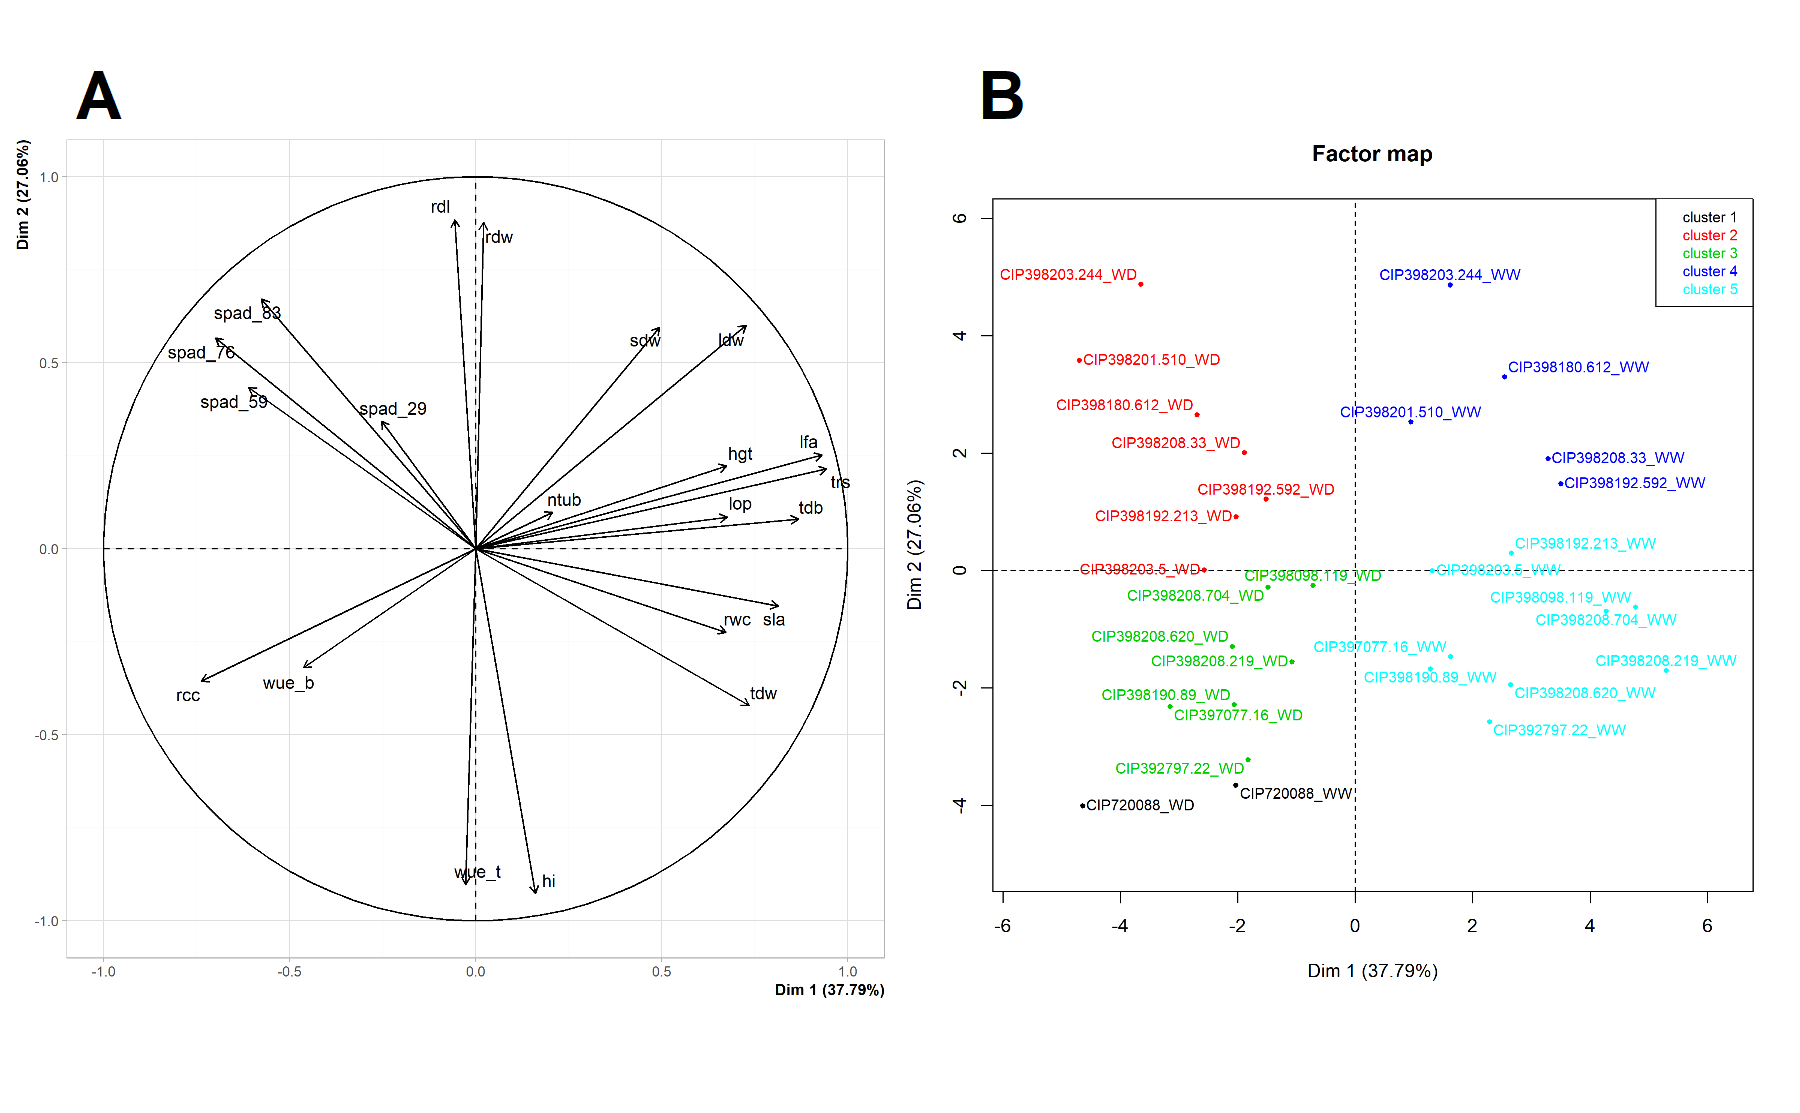 A
Dim 2 (27.06%)
1.0
0.5
0.0
-0.5
-1.0
rdl
rdw
spad_83
spad_76
spad_59
spad_29
sdw
ldw
hgt
lfa
trs
ntub
lop
tdb
rwc
sla
tdw
rcc
wue_b
wue_t
hi
-1.0
-0.5
0.0
0.5
1.0
Dim 1 (37.79%)
B
Factor map
cluster 1
cluster 2
cluster 3
cluster 4
cluster 5
Dim 2 (27.06%)
6
4
2
0
-2
-4
CIP398203.244_WD
CIP398203.244_WW
CIP398201.510_WD
CIP398180.612_WW
CIP398180.612_WD
CIP398201.510_WW
CIP398208.33_WD
CIP398208.33_WW
CIP398192.592_WD
CIP398192.592_WW
CIP398192.213_WD
CIP398192.213_WW
CIP398203.5_WD
CIP398203.5_WW
CIP398098.119_WD
CIP398208.704_WD
CIP398098.119_WW
CIP398208.704_WW
CIP398208.620_WD
CIP397077.16_WW
CIP398208.219_WD
CIP398208.219_WW
CIP398190.89_WW
CIP398190.89_WD
CIP398208.620_WW
CIP397077.16_WD
CIP392797.22_WW
CIP392797.22_WD
CIP720088_WW
CIP720088_WD
-6
-4
-2
0
2
4
6
Dim 1 (37.79%)